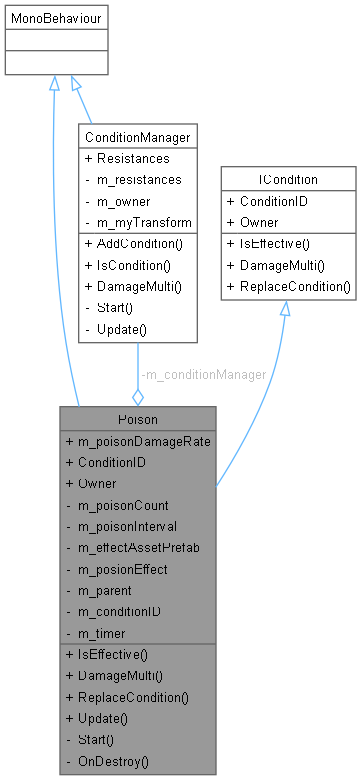 MonoBehaviour
ConditionManager
+ Resistances
- m_resistances
- m_owner
- m_myTransform
+ AddCondition()
+ IsCondition()
+ DamageMulti()
- Start()
- Update()
ICondition
+ ConditionID
+ Owner
+ IsEffective()
+ DamageMulti()
+ ReplaceCondition()
-m_conditionManager
Poison
+ m_poisonDamageRate
+ ConditionID
+ Owner
- m_poisonCount
- m_poisonInterval
- m_effectAssetPrefab
- m_posionEffect
- m_parent
- m_conditionID
- m_timer
+ IsEffective()
+ DamageMulti()
+ ReplaceCondition()
+ Update()
- Start()
- OnDestroy()